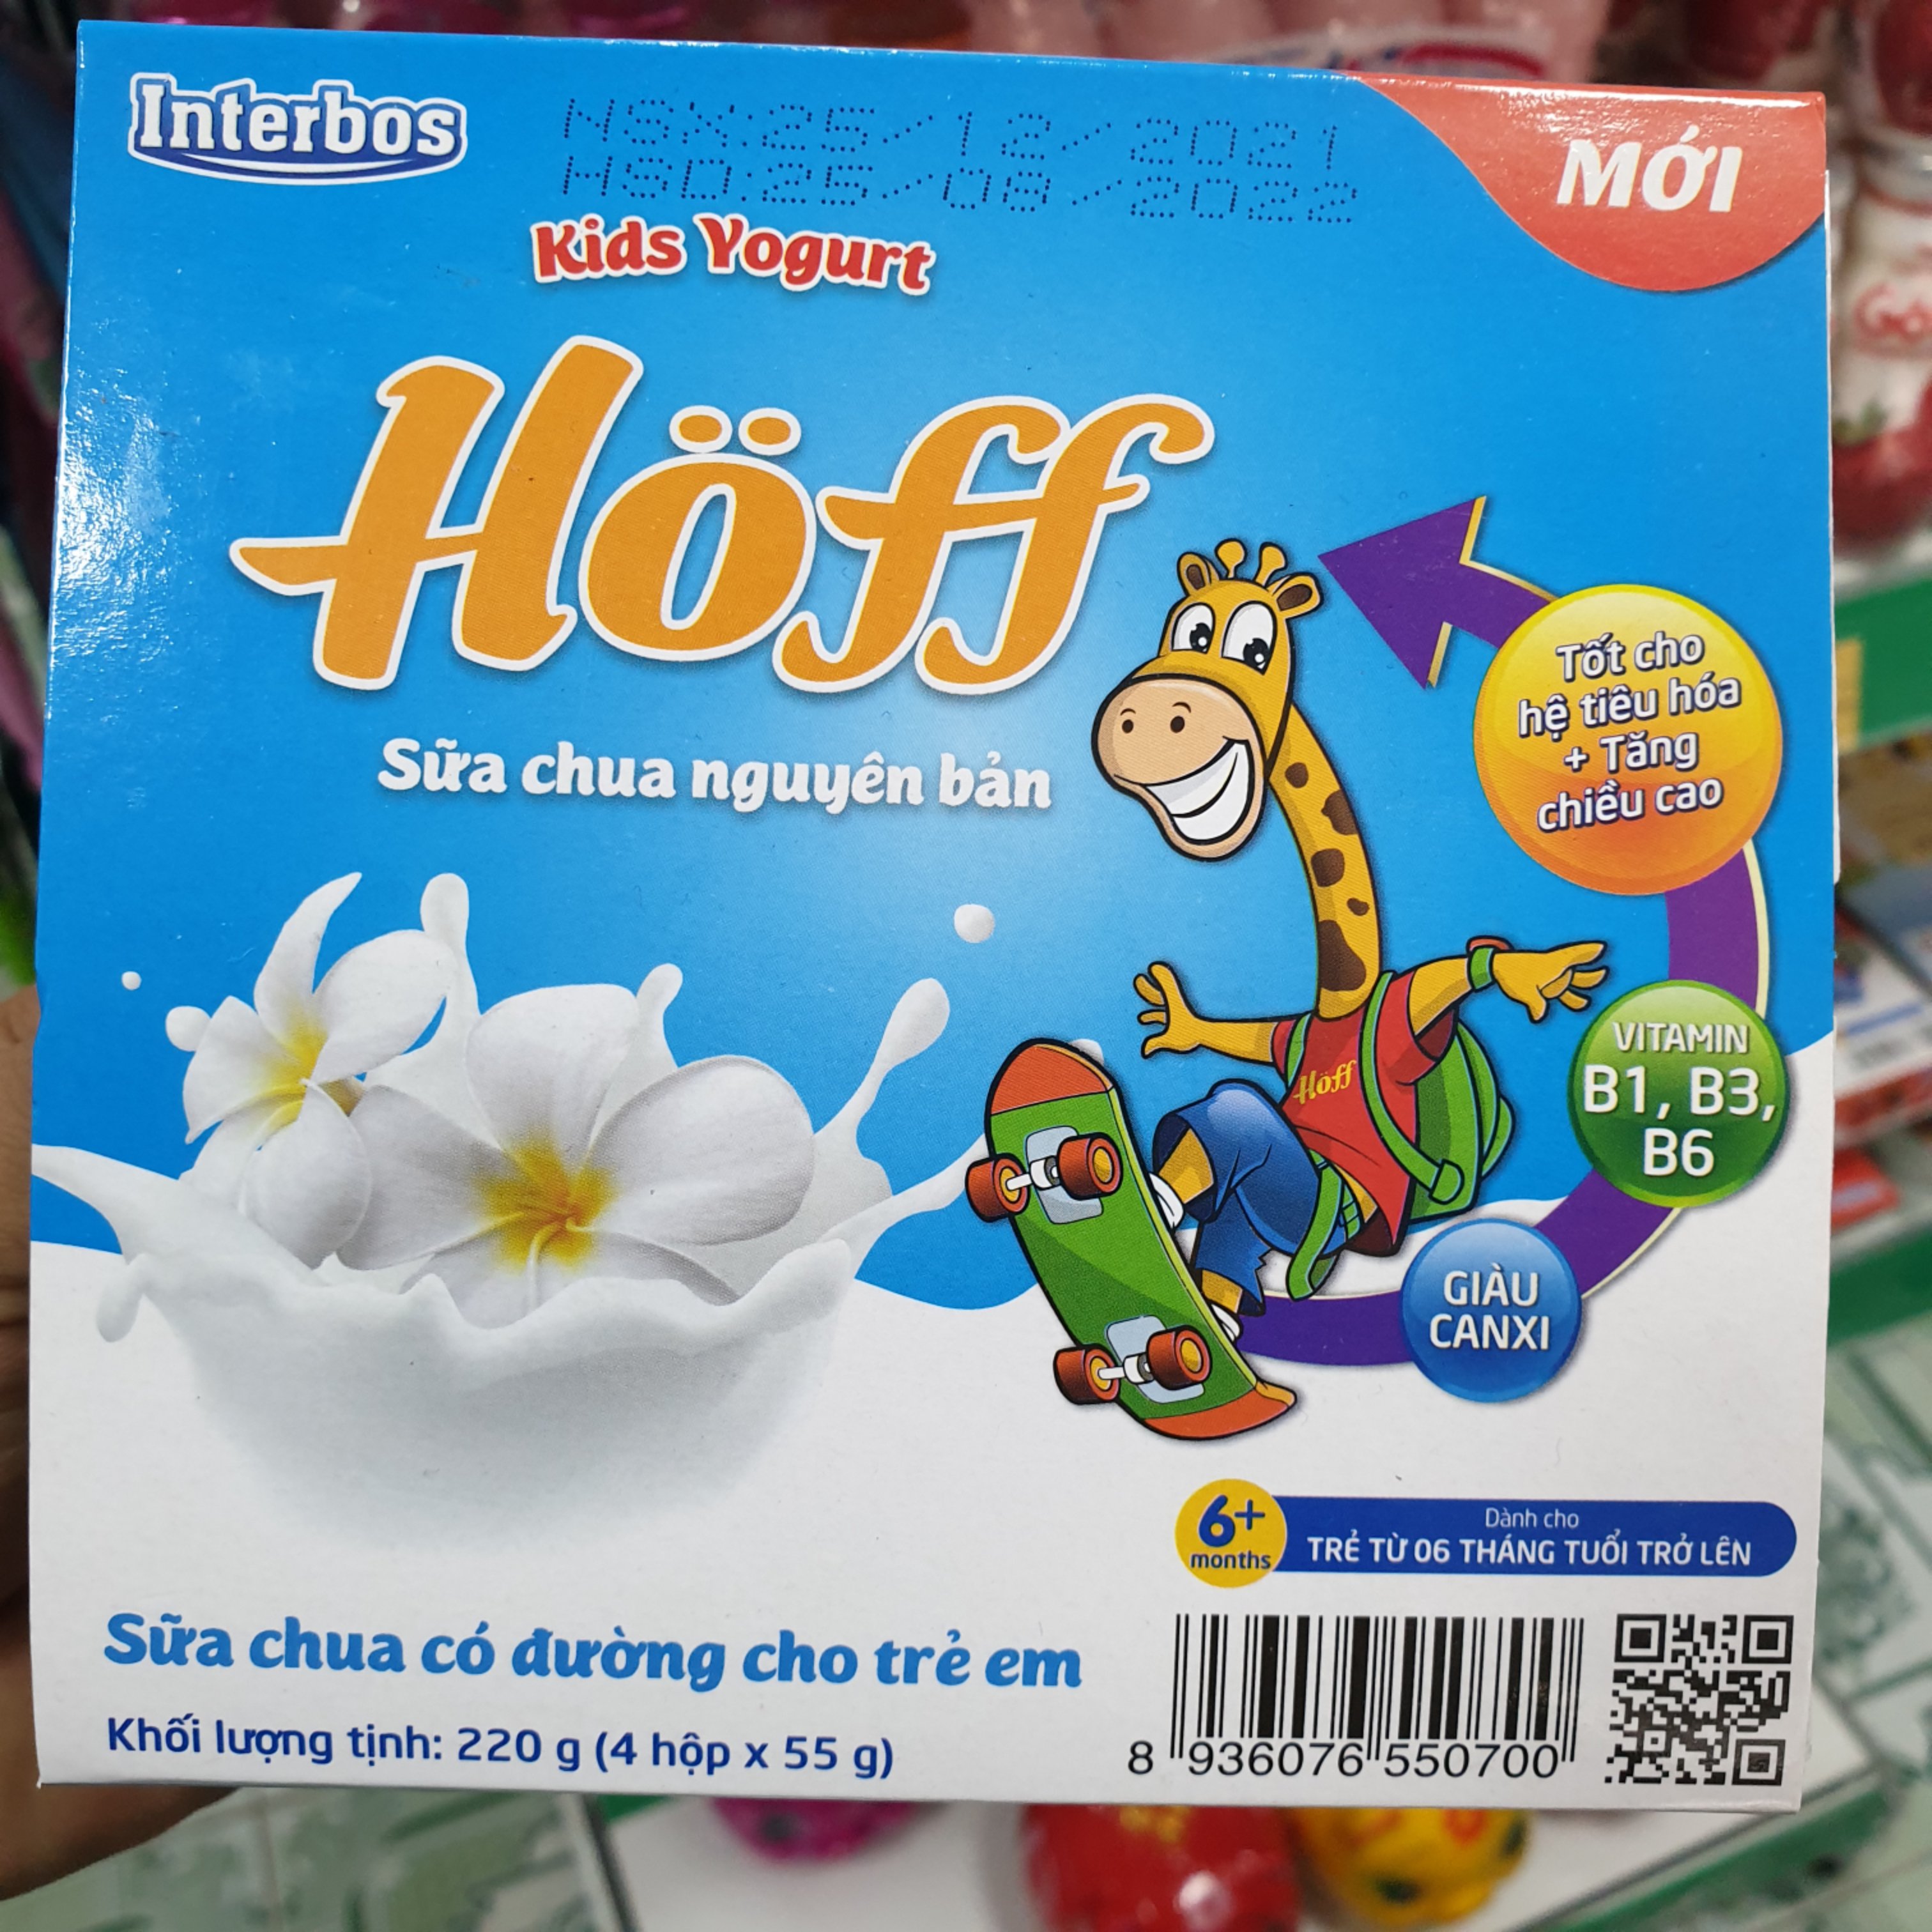 Interbos
NSX:25/12/2021
HSD:25/08/2022
MỚI
Kids Yogurt
Höff
Sữa chua nguyên bản
Tốt cho
hệ tiêu hóa
+ Tăng
chiều cao
VITAMIN
B1, B3,
B6
Höff
GIÀU
CANXI
6+
months
Dành cho
TRẺ TỪ 06 THÁNG TUỔI TRỞ LÊN
Sữa chua có đường cho trẻ em
Khối lượng tịnh: 220 g (4 hộp x 55 g)
8 936076 550700